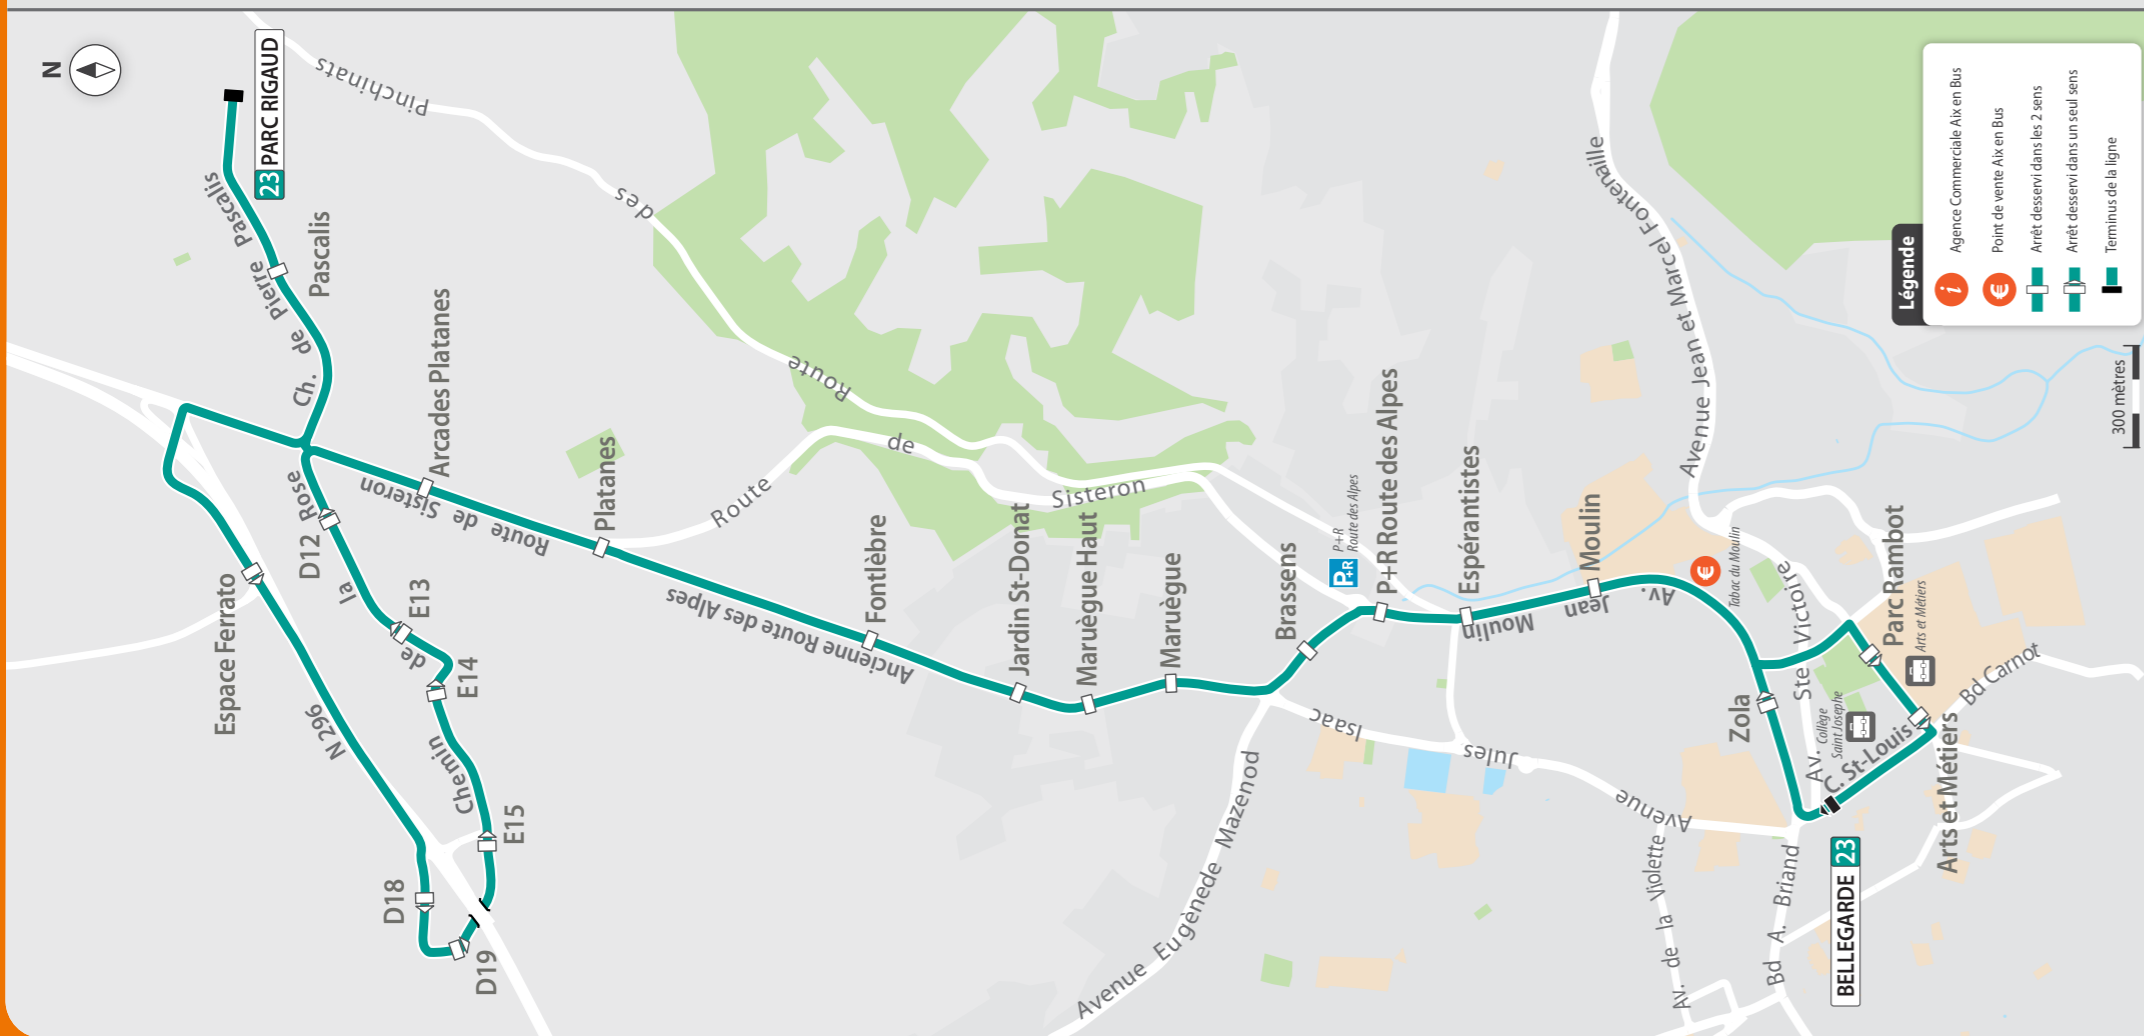 N
23 PARC RIGAUD
Pinchinats
des
Route
Ch. de Pierre Pascalis
Pascalis
Arcades Platanes
Route de Sisteron
Platanes
Route
de
Sisteron
D12
Chemin de la Rose
E13
E14
E15
Espace Ferrato
N 296
D18
D19
Fontlèbre
Ancienne Route des Alpes
Jardin St-Donat
Maruègue Haut
Maruègue
Brassens
P+R
P+R
Route des Alpes
P+R Route des Alpes
Espérantistes
Moulin
Av. Jean Moulin
€
Tabac du Moulin
Avenue Jean et Marcel Fontenaille
Avenue Eugène de Mazenod
Avenue Jules Isaac
Av. de la Violette
Bd A. Briand
Zola
Av. Ste Victoire
Collège
Saint Josephe
C. St-Louis
Parc Rambot
Arts et Métiers
Arts et Métiers
Bd Carnot
BELLEGARDE 23
Légende
i Agence Commerciale Aix en Bus
€ Point de vente Aix en Bus
Arrêt desservi dans les 2 sens
Arrêt desservi dans un seul sens
Terminus de la ligne
300 mètres